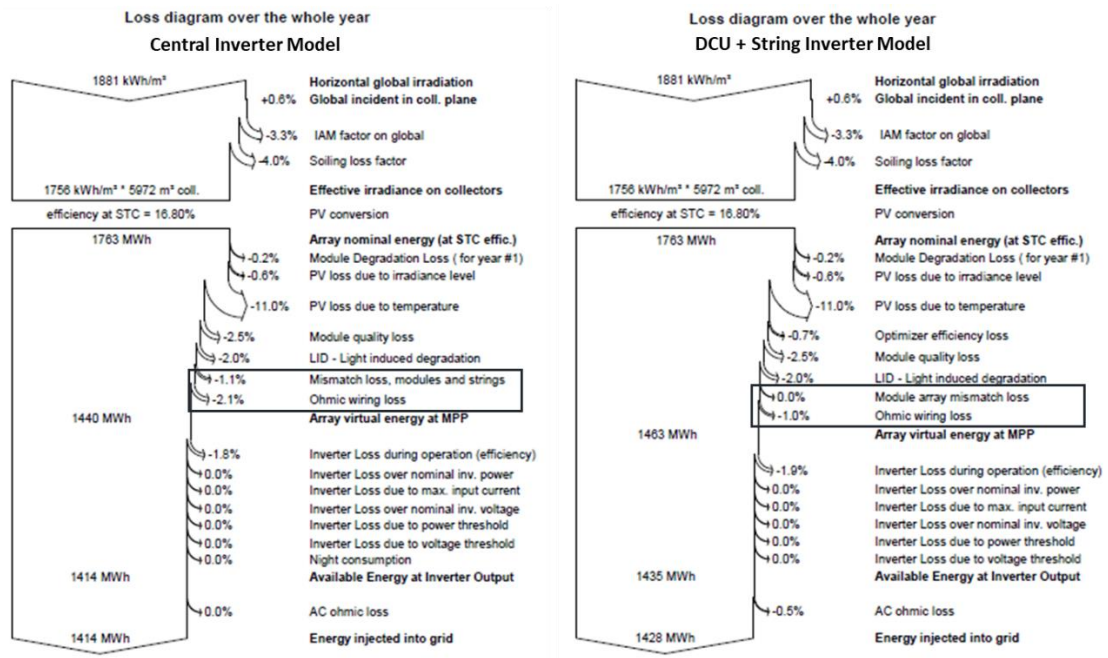 Loss diagram over the whole year
Central Inverter Model
1881 kWh/m²
Horizontal global irradiation
+0.6% Global incident in coll. plane
-3.3% IAM factor on global
-4.0% Soiling loss factor
1756 kWh/m² * 5972 m² coll.
Effective irradiance on collectors
efficiency at STC = 16.80%
PV conversion
1763 MWh
Array nominal energy (at STC effic.)
-0.2% Module Degradation Loss ( for year #1)
-0.6% PV loss due to irradiance level
-11.0% PV loss due to temperature
-2.5% Module quality loss
-2.0% LID - Light induced degradation
-1.1% Mismatch loss, modules and strings
-2.1% Ohmic wiring loss
1440 MWh
Array virtual energy at MPP
-1.8% Inverter Loss during operation (efficiency)
0.0% Inverter Loss over nominal inv. power
0.0% Inverter Loss due to max. input current
0.0% Inverter Loss over nominal inv. voltage
0.0% Inverter Loss due to power threshold
0.0% Inverter Loss due to voltage threshold
0.0% Night consumption
1414 MWh
Available Energy at Inverter Output
0.0% AC ohmic loss
1414 MWh
Energy injected into grid
Loss diagram over the whole year
DCU + String Inverter Model
1881 kWh/m²
Horizontal global irradiation
+0.6% Global incident in coll. plane
-3.3% IAM factor on global
-4.0% Soiling loss factor
1756 kWh/m² * 5972 m² coll.
Effective irradiance on collectors
efficiency at STC = 16.80%
PV conversion
1763 MWh
Array nominal energy (at STC effic.)
-0.2% Module Degradation Loss ( for year #1)
-0.6% PV loss due to irradiance level
-11.0% PV loss due to temperature
-0.7% Optimizer efficiency loss
-2.5% Module quality loss
-2.0% LID - Light induced degradation
0.0% Module array mismatch loss
-1.0% Ohmic wiring loss
1463 MWh
Array virtual energy at MPP
-1.9% Inverter Loss during operation (efficiency)
0.0% Inverter Loss over nominal inv. power
0.0% Inverter Loss due to max. input current
0.0% Inverter Loss over nominal inv. voltage
0.0% Inverter Loss due to power threshold
0.0% Inverter Loss due to voltage threshold
1435 MWh
Available Energy at Inverter Output
-0.5% AC ohmic loss
1428 MWh
Energy injected into grid